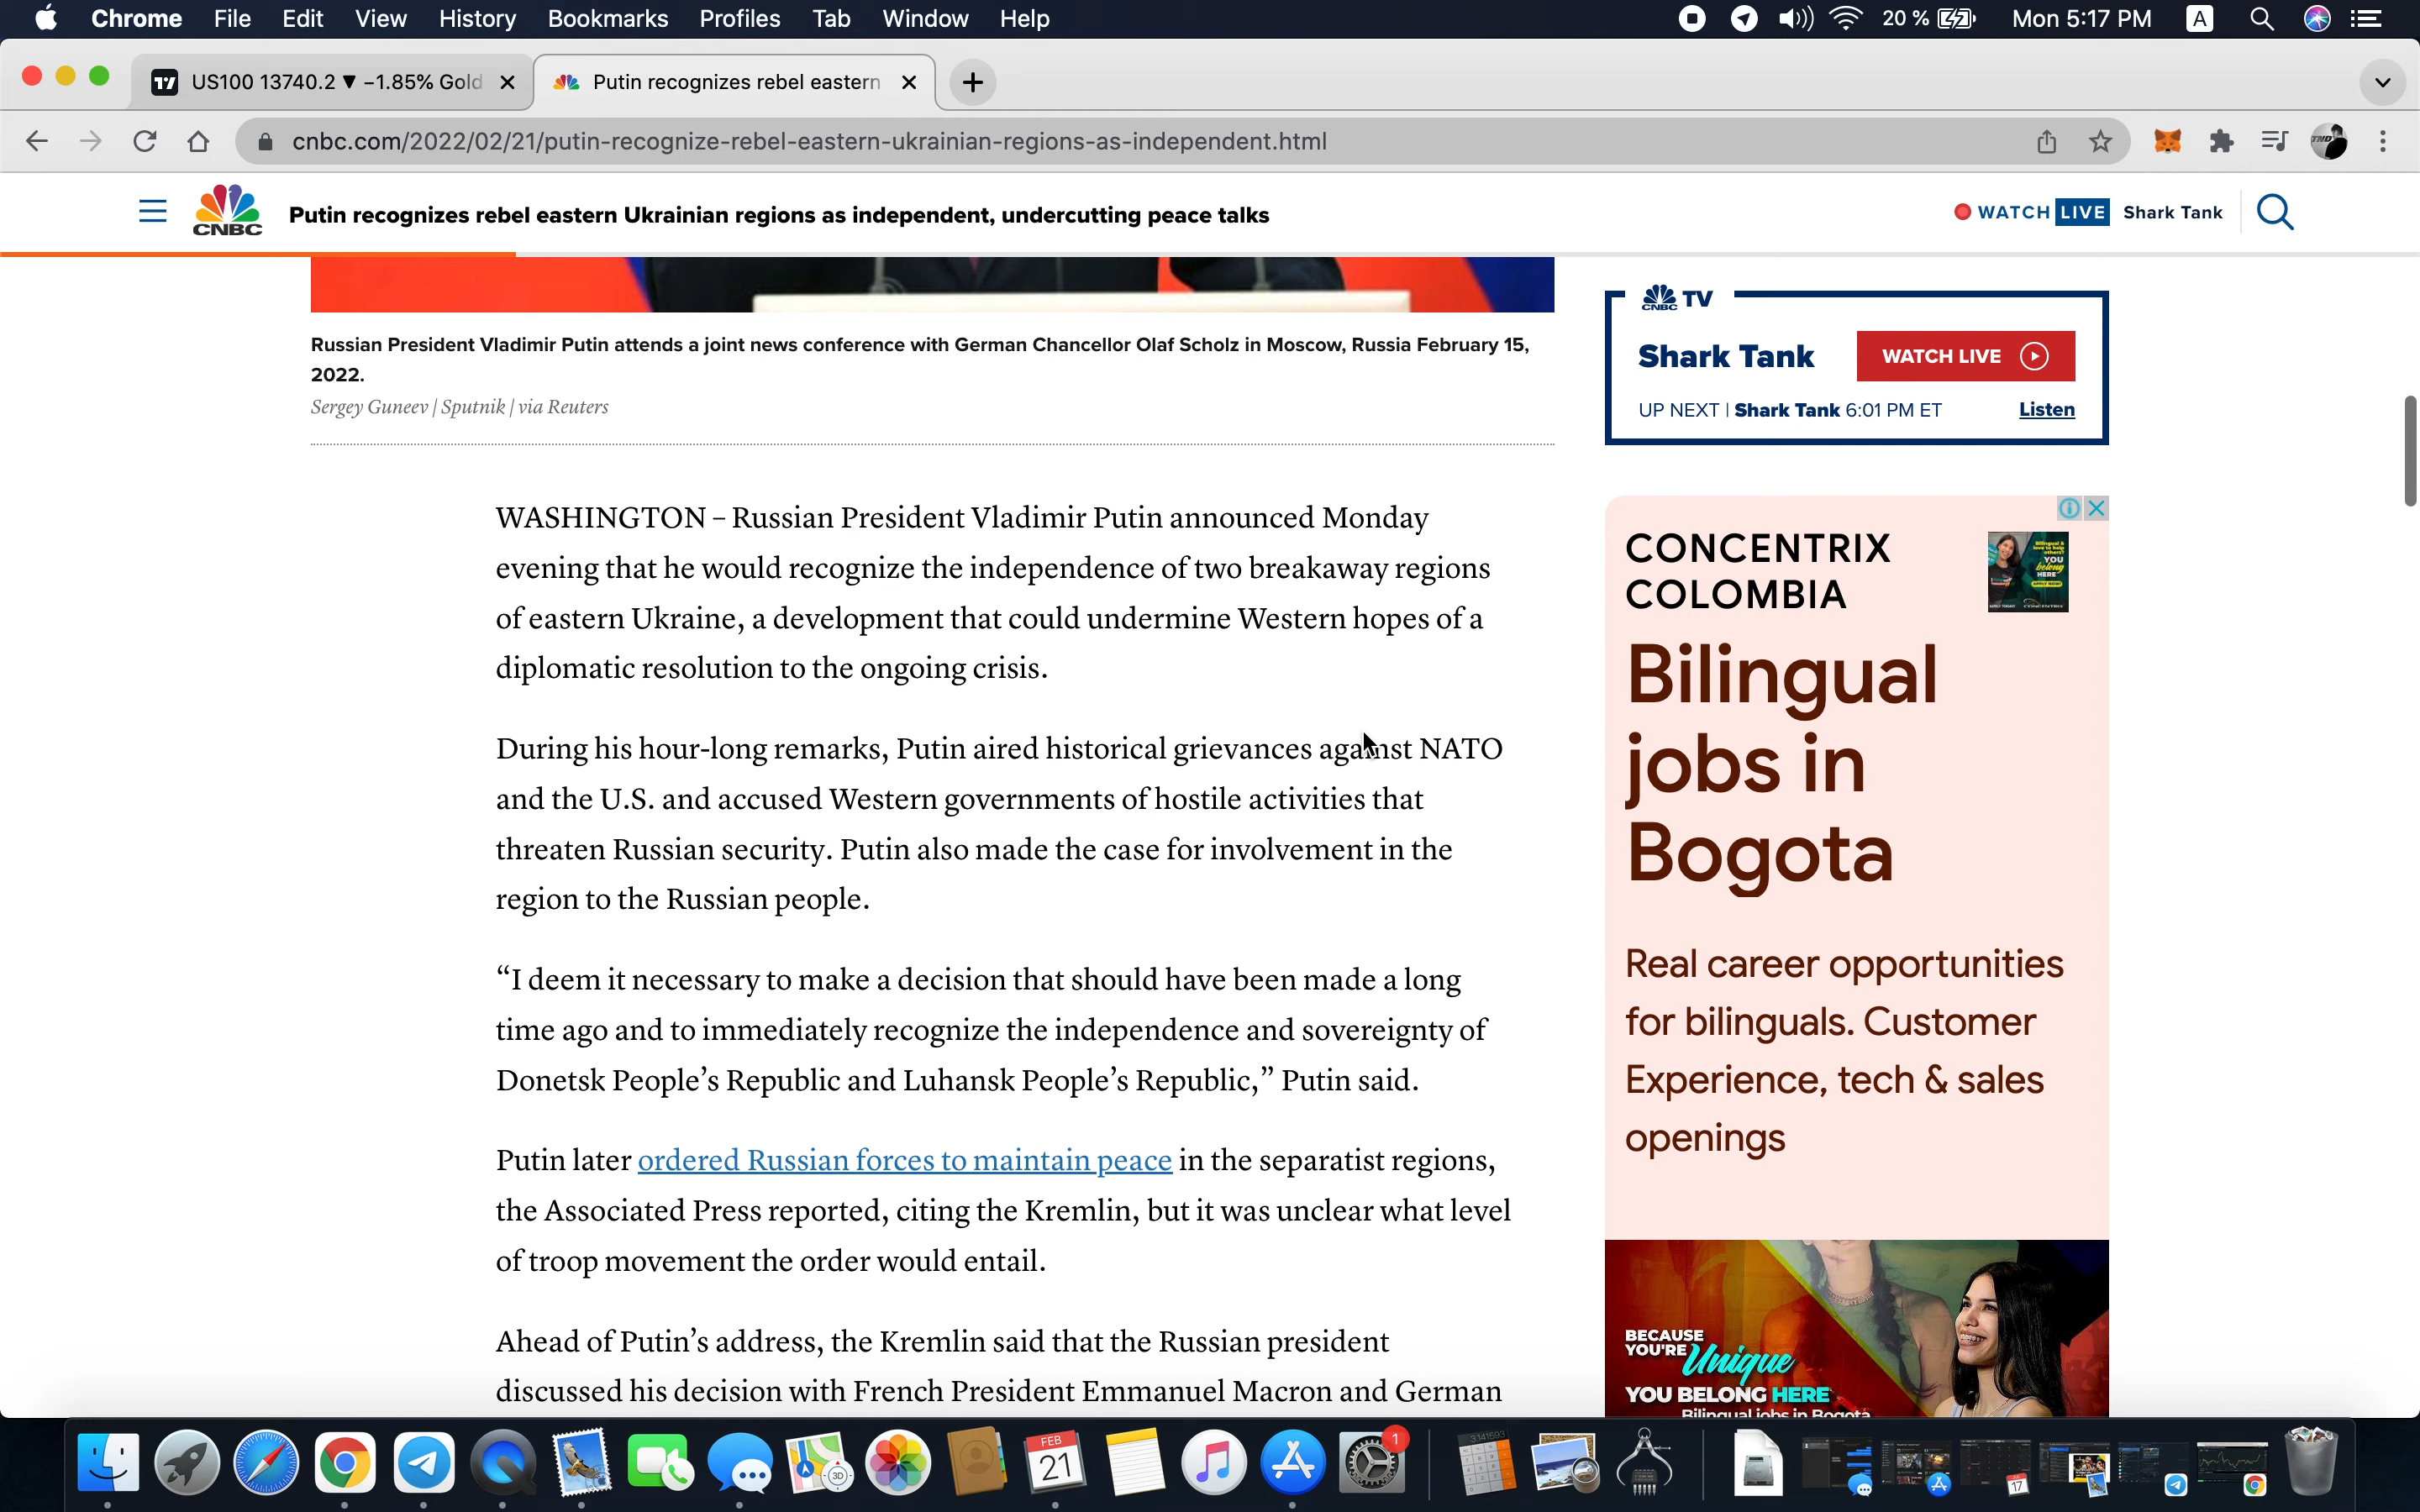 Chrome File Edit View History Bookmarks Profiles Tab Window Help 20 % Mon 5:17 PM A
US100 13740.2 ▼ −1.85% Gold
Putin recognizes rebel eastern
cnbc.com/2022/02/21/putin-recognize-rebel-eastern-ukrainian-regions-as-independent.html
CNBC
Putin recognizes rebel eastern Ukrainian regions as independent, undercutting peace talks
WATCH LIVE Shark Tank
Russian President Vladimir Putin attends a joint news conference with German Chancellor Olaf Scholz in Moscow, Russia February 15,
2022.
Sergey Guneev | Sputnik | via Reuters
WASHINGTON – Russian President Vladimir Putin announced Monday
evening that he would recognize the independence of two breakaway regions
of eastern Ukraine, a development that could undermine Western hopes of a
diplomatic resolution to the ongoing crisis.
During his hour-long remarks, Putin aired historical grievances against NATO
and the U.S. and accused Western governments of hostile activities that
threaten Russian security. Putin also made the case for involvement in the
region to the Russian people.
“I deem it necessary to make a decision that should have been made a long
time ago and to immediately recognize the independence and sovereignty of
Donetsk People’s Republic and Luhansk People’s Republic,” Putin said.
Putin later ordered Russian forces to maintain peace in the separatist regions,
the Associated Press reported, citing the Kremlin, but it was unclear what level
of troop movement the order would entail.
Ahead of Putin’s address, the Kremlin said that the Russian president
discussed his decision with French President Emmanuel Macron and German
CNBC TV
Shark Tank
WATCH LIVE
UP NEXT | Shark Tank 6:01 PM ET
Listen
CONCENTRIX
COLOMBIA
Bilingual
jobs in
Bogota
Real career opportunities
for bilinguals. Customer
Experience, tech & sales
openings
BECAUSE
YOU'RE Unique
YOU BELONG HERE
Bilingual jobs in Bogota
FEB
21
3D
1
3.141593
17